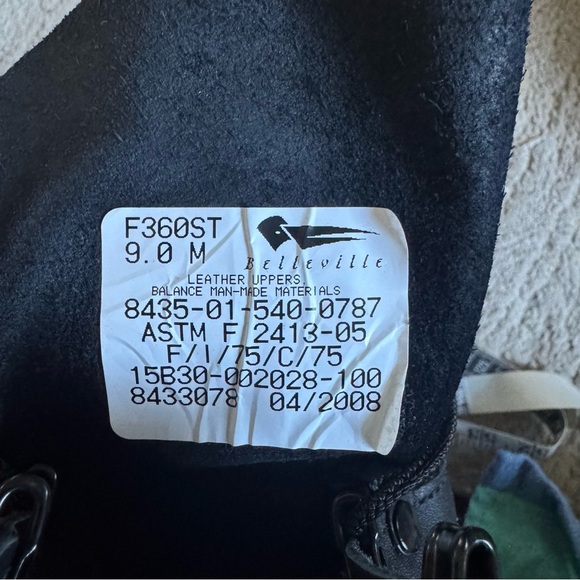 F360ST
9.0 M
Belleville
LEATHER UPPERS
BALANCE MAN-MADE MATERIALS
8435-01-540-0787
ASTM F 2413-05
F/I/75/C/75
15B30-002028-100
8433078 04/2008